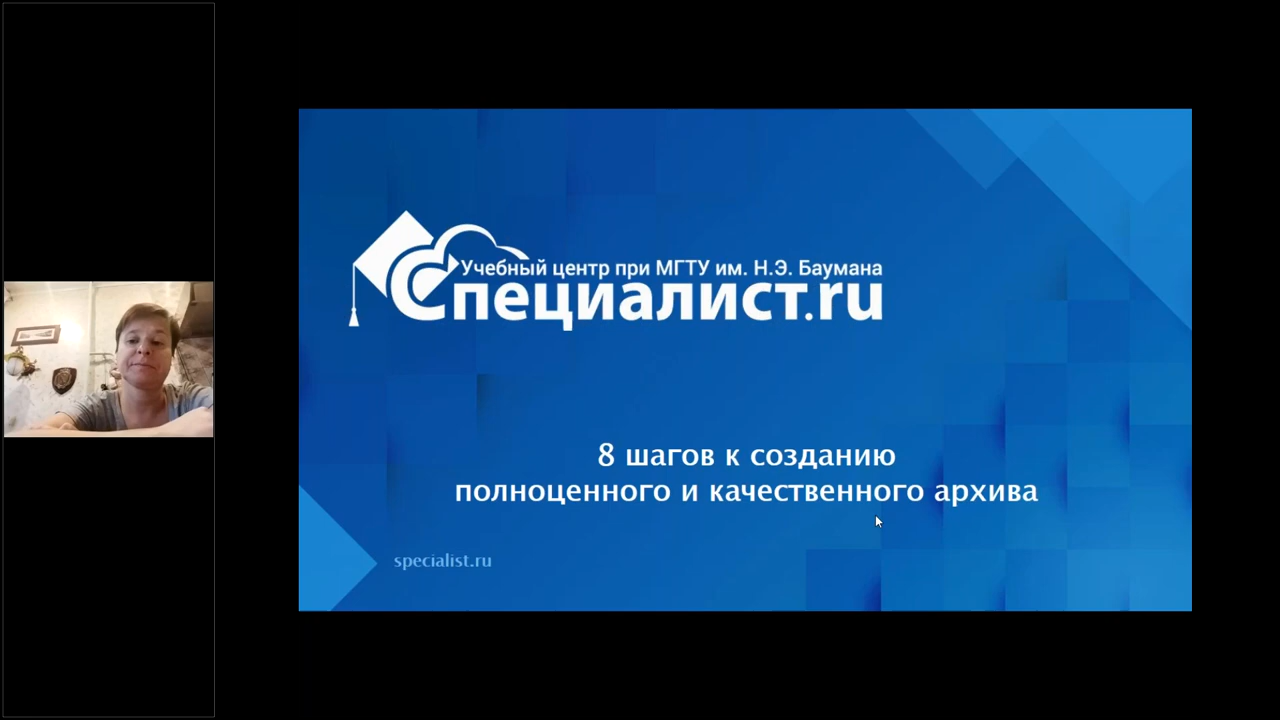 Учебный центр при МГТУ им. Н.Э. Баумана
Специалист.ru
8 шагов к созданию
полноценного и качественного архива
specialist.ru